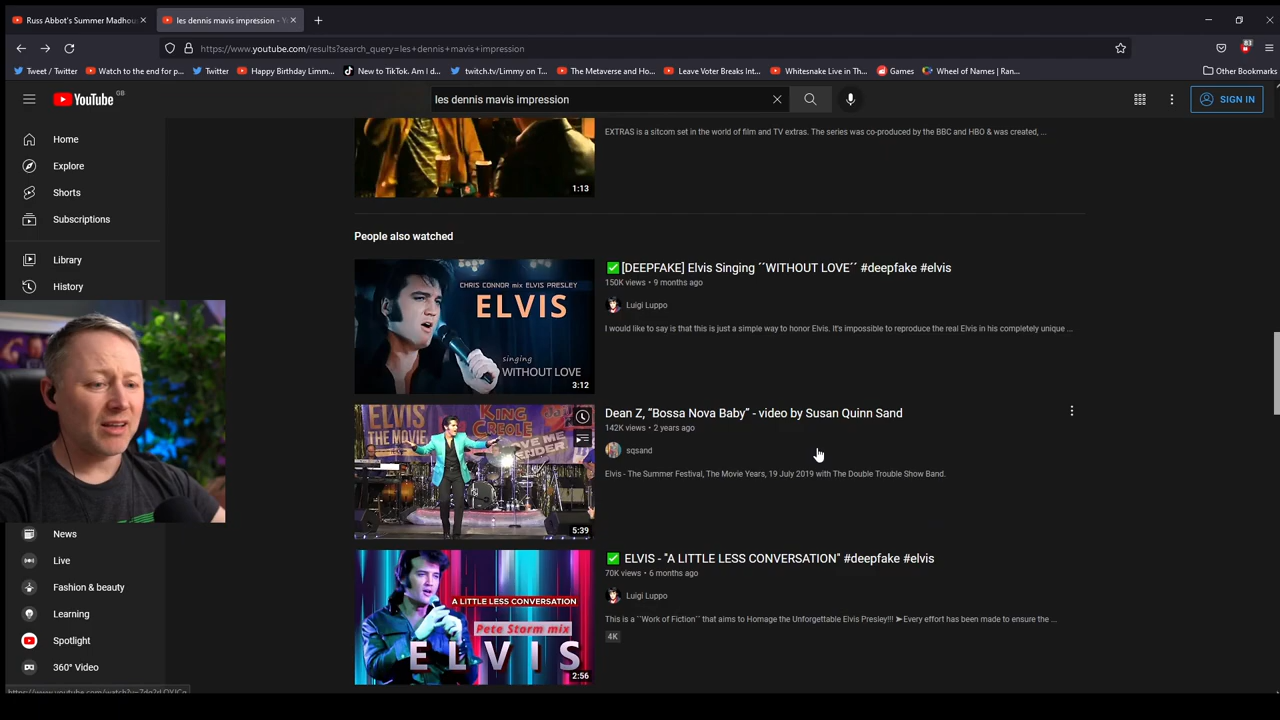 Russ Abbot's Summer Madhou
les dennis mavis impression - Y
https://www.youtube.com/results?search_query=les+dennis+mavis+impression
Tweet / Twitter
Watch to the end for p...
Twitter
Happy Birthday Limm...
New to TikTok. Am I d...
twitch.tv/Limmy on T...
The Metaverse and Ho...
Leave Voter Breaks Int...
Whitesnake Live in Th...
Games
Wheel of Names | Ran...
Other Bookmarks
83
YouTube GB
les dennis mavis impression
SIGN IN
Home
Explore
Shorts
Subscriptions
Library
History
News
Live
Fashion & beauty
Learning
Spotlight
360° Video
EXTRAS is a sitcom set in the world of film and TV extras. The series was co-produced by the BBC and HBO & was created, ...
1:13
People also watched
CHRIS CONNOR mix ELVIS PRESLEY
ELVIS
singing
WITHOUT LOVE
3:12
✅[DEEPFAKE] Elvis Singing ´´WITHOUT LOVE´´ #deepfake #elvis
150K views • 9 months ago
Luigi Luppo
I would like to say is that this is just a simple way to honor Elvis. It's impossible to reproduce the real Elvis in his completely unique ...
ELVIS
THE MOVIE
KING
CREOLE
5:39
Dean Z, “Bossa Nova Baby” - video by Susan Quinn Sand
142K views • 2 years ago
sqsand
Elvis - The Summer Festival, The Movie Years, 19 July 2019 with The Double Trouble Show Band.
A LITTLE LESS CONVERSATION
Pete Storm mix
ELVIS
2:56
✅ ELVIS - "A LITTLE LESS CONVERSATION" #deepfake #elvis
70K views • 6 months ago
Luigi Luppo
This is a ´´Work of Fiction´´ that aims to Homage the Unforgettable Elvis Presley!!! ➤Every effort has been made to ensure the ...
4K